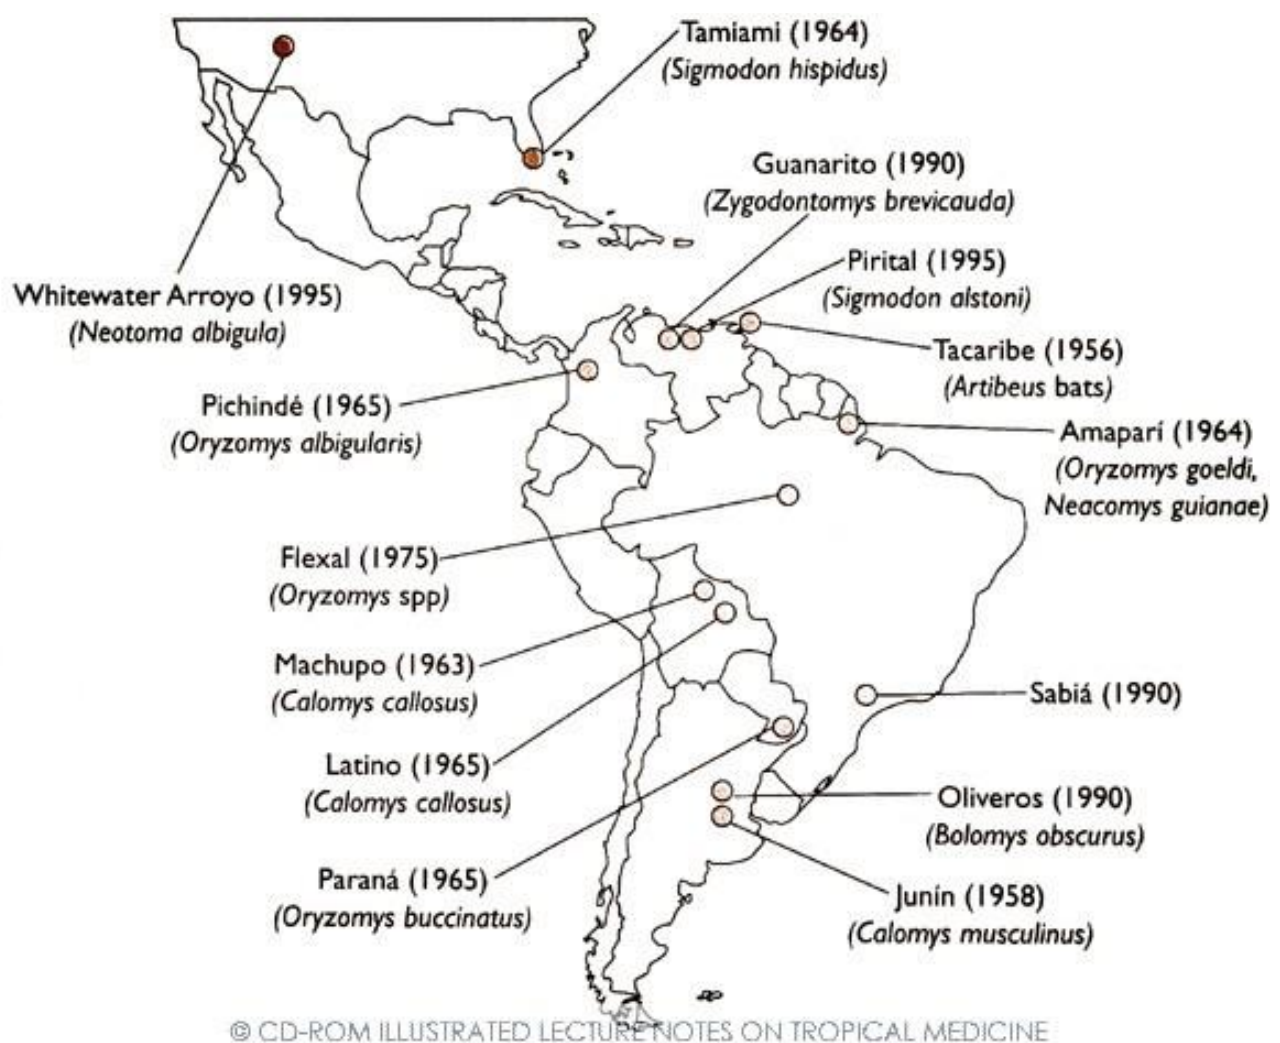 Tamiami (1964)
(Sigmodon hispidus)
Guanarito (1990)
(Zygodontomys brevicauda)
Pirital (1995)
(Sigmodon alstoni)
Whitewater Arroyo (1995)
(Neotoma albigula)
Tacaribe (1956)
(Artibeus bats)
Pichindé (1965)
(Oryzomys albigularis)
Amaparí (1964)
(Oryzomys goeldi,
Neacomys guianae)
Flexal (1975)
(Oryzomys spp)
Machupo (1963)
(Calomys callosus)
Sabiá (1990)
Latino (1965)
(Calomys callosus)
Oliveros (1990)
(Bolomys obscurus)
Paraná (1965)
(Oryzomys buccinatus)
Junín (1958)
(Calomys musculinus)
© CD-ROM ILLUSTRATED LECTURE NOTES ON TROPICAL MEDICINE